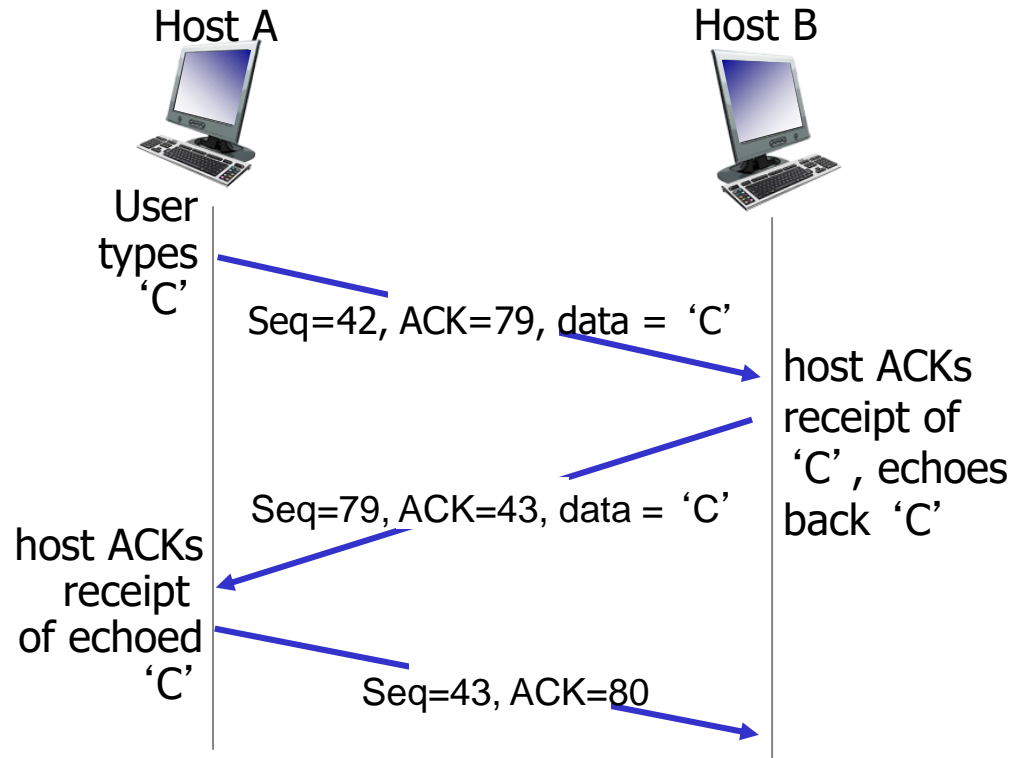 Host A
Host B
User
types
‘C’
Seq=42, ACK=79, data = ‘C’
host ACKs
receipt of
‘C’, echoes
back ‘C’
Seq=79, ACK=43, data = ‘C’
host ACKs
receipt
of echoed
‘C’
Seq=43, ACK=80